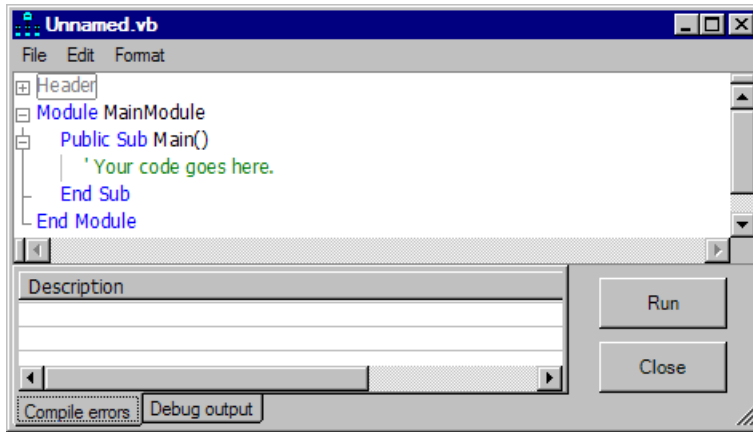 Unnamed.vb
File Edit Format
Header
Module MainModule
Public Sub Main()
' Your code goes here.
End Sub
End Module
Description
Run
Close
Compile errors Debug output